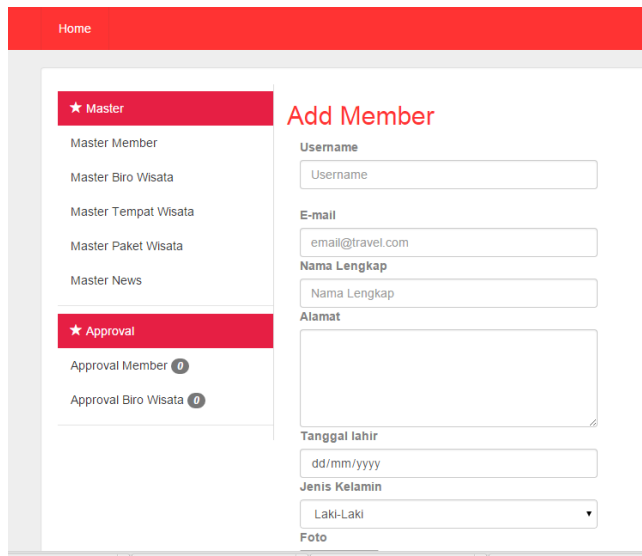 Home
★ Master
Master Member
Master Biro Wisata
Master Tempat Wisata
Master Paket Wisata
Master News
★ Approval
Approval Member 0
Approval Biro Wisata 0
Add Member
Username
Username
E-mail
email@travel.com
Nama Lengkap
Nama Lengkap
Alamat
Tanggal lahir
dd/mm/yyyy
Jenis Kelamin
Laki-Laki
Foto